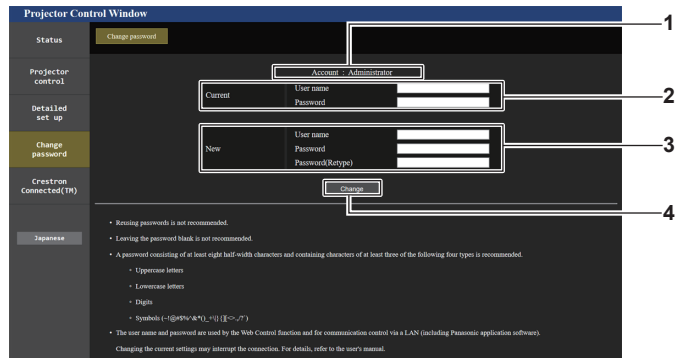 Projector Control Window
1
Status
Change password
Projector
control
Account : Administrator
Current
User name
Password
2
Detailed
set up
Change
password
New
User name
Password
Password(Retype)
3
Crestron
Connected(TM)
Change
4
Japanese
• Reusing passwords is not recommended.
• Leaving the password blank is not recommended.
• A password consisting of at least eight half-width characters and containing characters of at least three of the following four types is recommended.
◦ Uppercase letters
◦ Lowercase letters
◦ Digits
◦ Symbols (~!@#$%^&*()_+\|}{][<>.,/?`)
• The user name and password are used by the Web Control function and for communication control via a LAN (including Panasonic application software).
Changing the current settings may interrupt the connection. For details, refer to the user's manual.